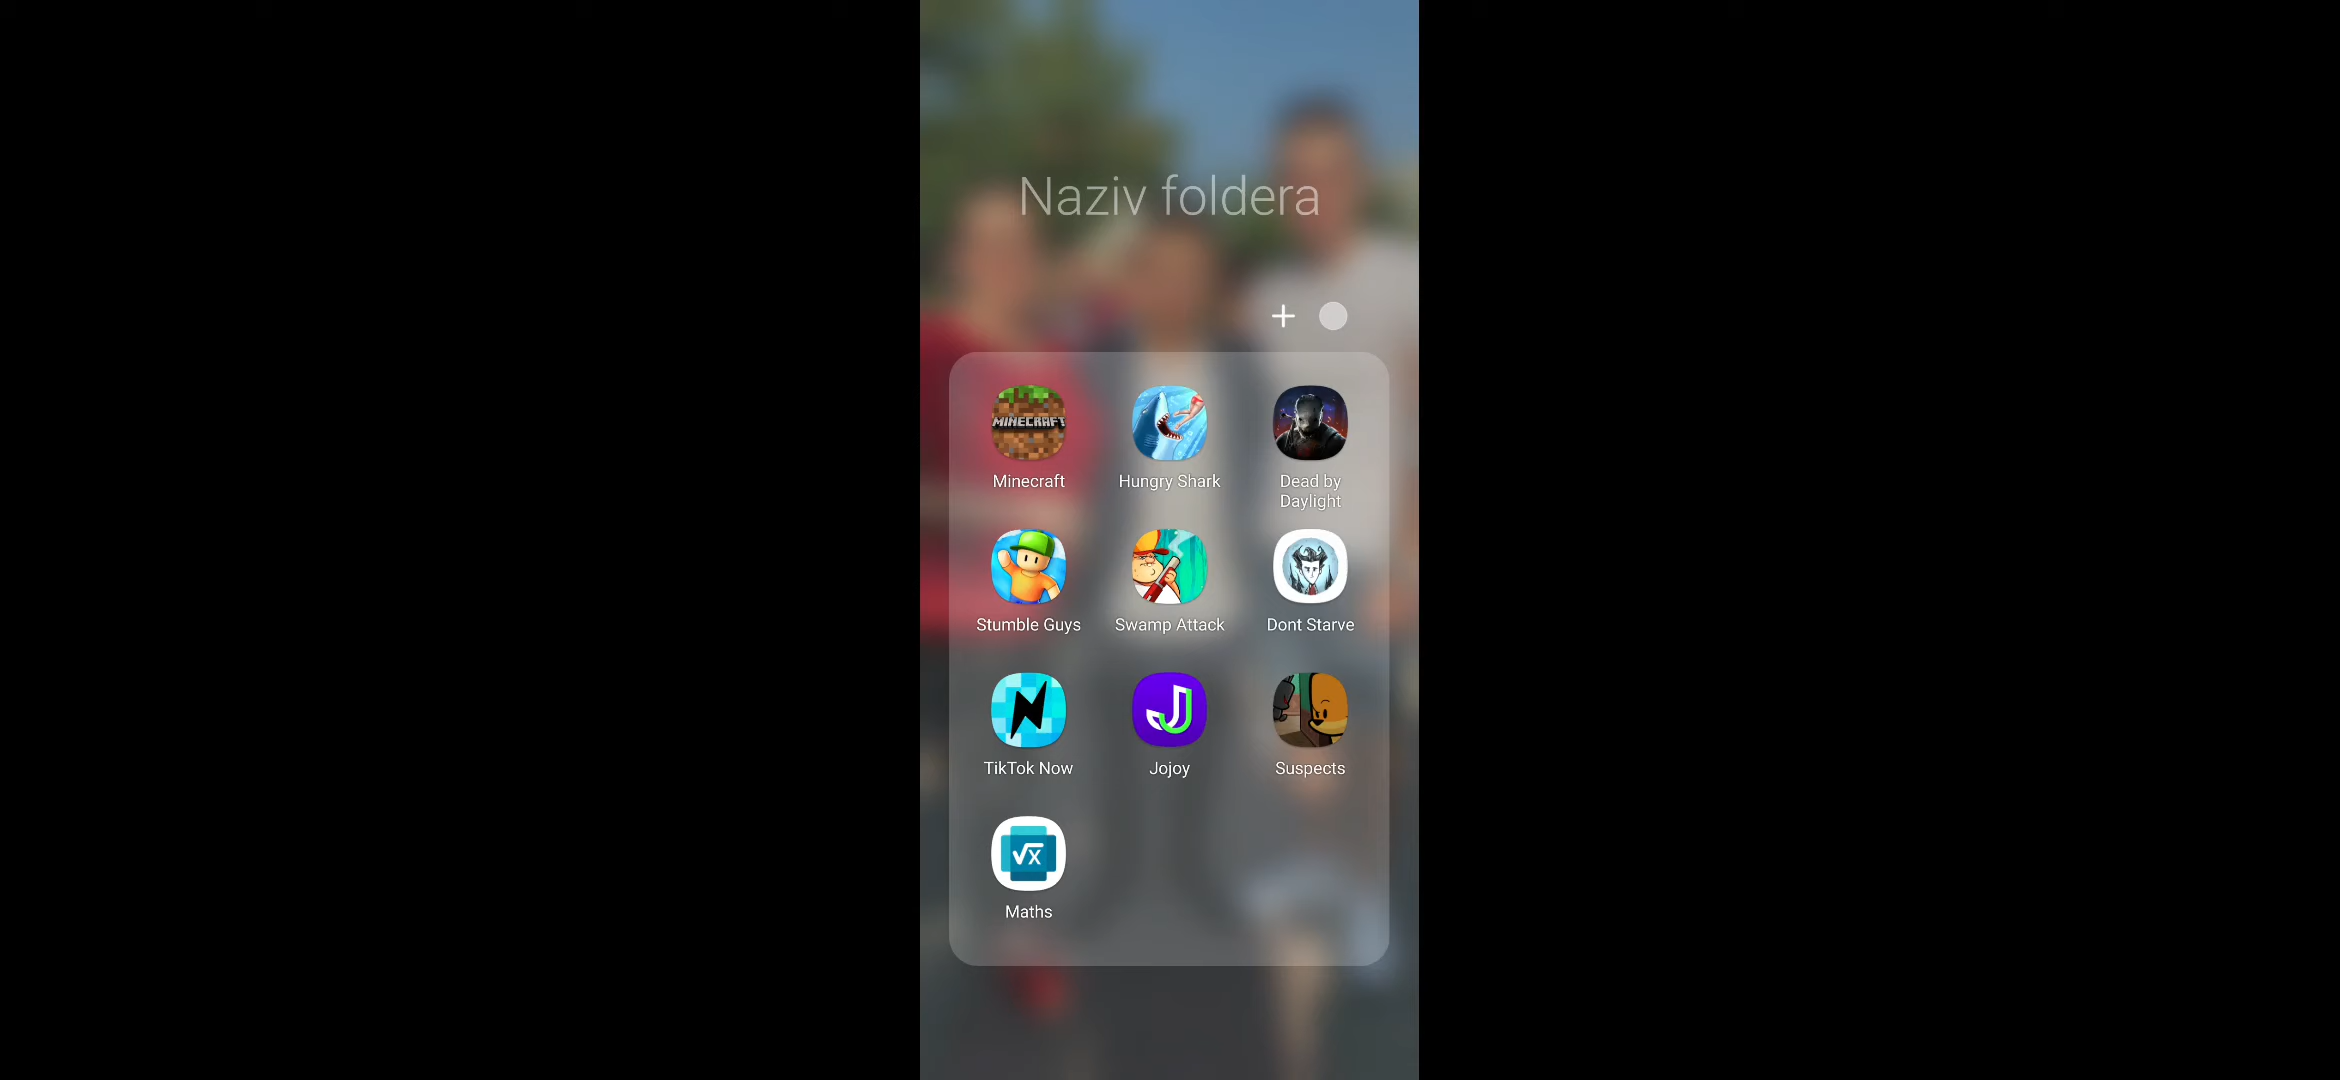 Naziv foldera
MINECRAFT
Minecraft
Hungry Shark
Dead by
Daylight
Stumble Guys
Swamp Attack
Dont Starve
TikTok Now
Jojoy
Suspects
√x
Maths